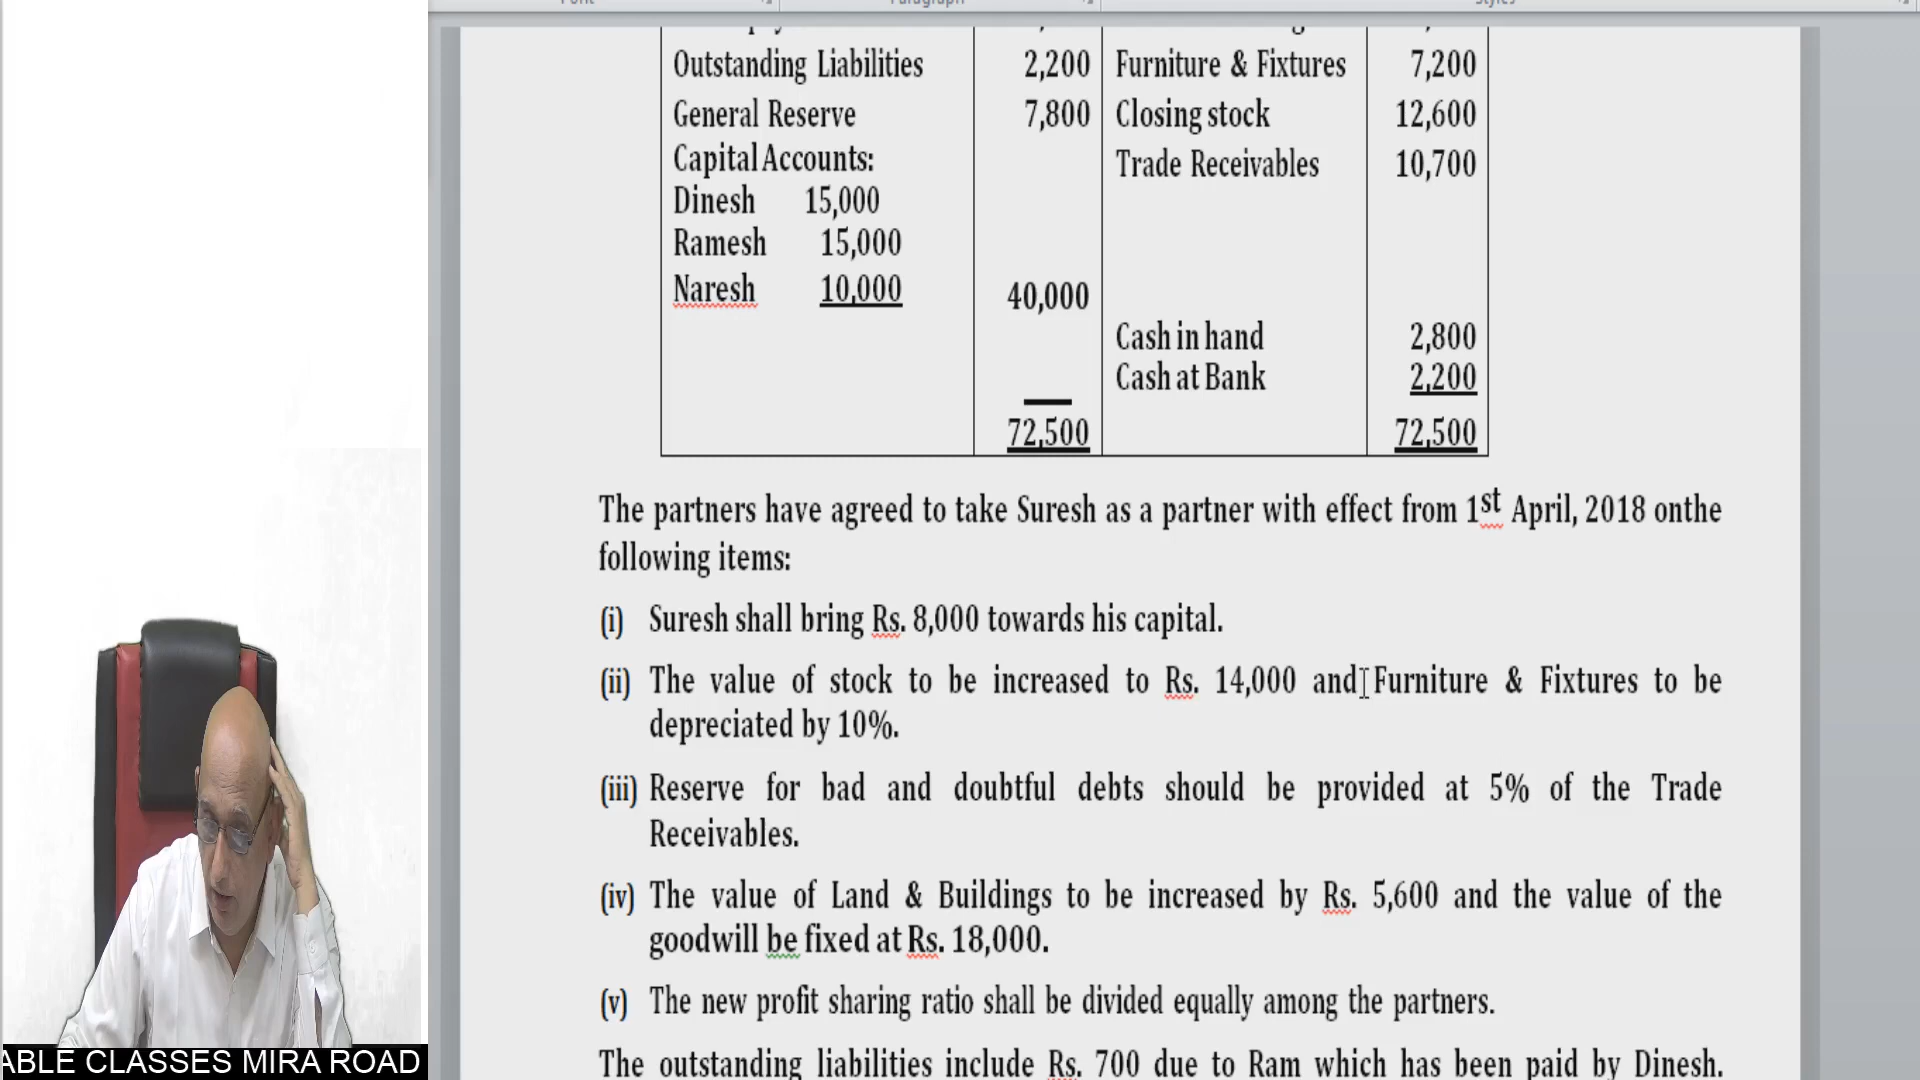 Font Paragraph Styles
Outstanding Liabilities 2,200 Furniture & Fixtures 7,200
General Reserve 7,800 Closing stock 12,600
Capital Accounts: Trade Receivables 10,700
Dinesh 15,000
Ramesh 15,000
Naresh 10,000 40,000
Cash in hand 2,800
Cash at Bank 2,200
72,500 72,500
The partners have agreed to take Suresh as a partner with effect from 1st April, 2018 onthe
following items:
(i) Suresh shall bring Rs. 8,000 towards his capital.
(ii) The value of stock to be increased to Rs. 14,000 and Furniture & Fixtures to be
depreciated by 10%.
(iii) Reserve for bad and doubtful debts should be provided at 5% of the Trade
Receivables.
(iv) The value of Land & Buildings to be increased by Rs. 5,600 and the value of the
goodwill be fixed at Rs. 18,000.
(v) The new profit sharing ratio shall be divided equally among the partners.
The outstanding liabilities include Rs. 700 due to Ram which has been paid by Dinesh.
ABLE CLASSES MIRA ROAD